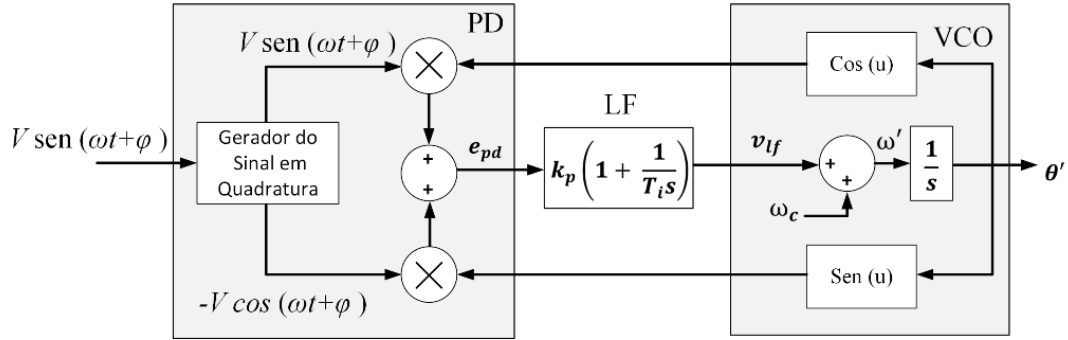 PD
VCO
V sen (ωt+φ)
Cos (u)
LF
V sen (ωt+φ)
Gerador do
Sinal em
Quadratura
+
+
e_pd
k_p (1 + 1/(T_i s))
v_lf
+
+
ω'
1/s
θ'
ω_c
Sen (u)
-V cos (ωt+φ)